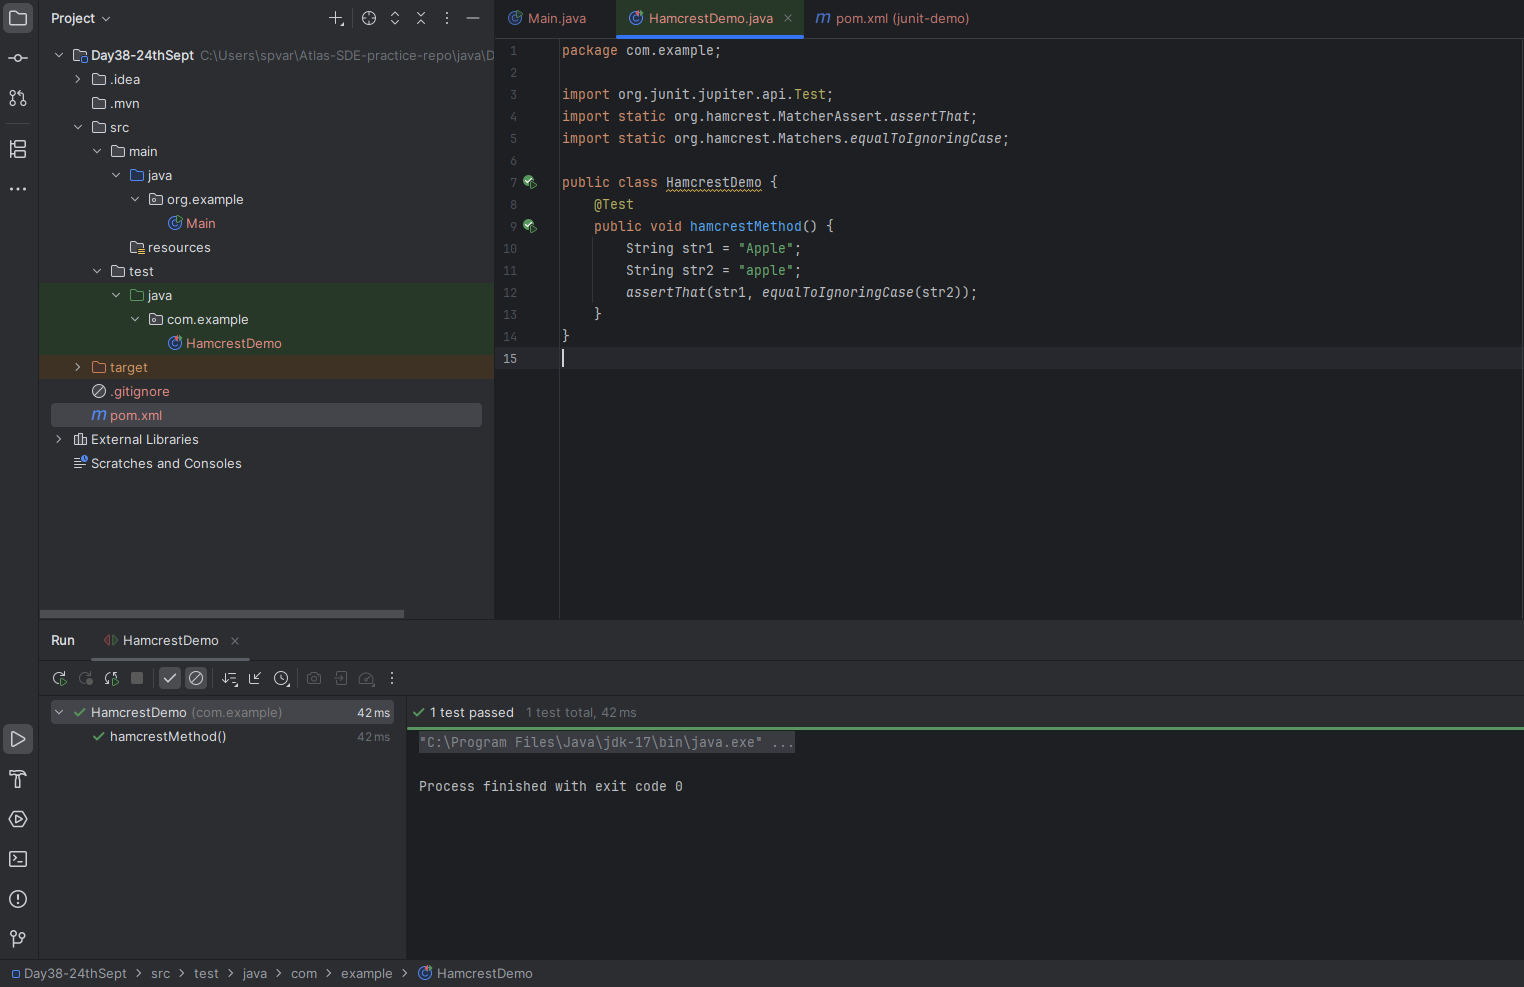 Project
Day38-24thSept C:\Users\spvar\Atlas-SDE-practice-repo\java\D
.idea
.mvn
src
main
java
org.example
Main
resources
test
java
com.example
HamcrestDemo
target
.gitignore
pom.xml
External Libraries
Scratches and Consoles
Main.java
HamcrestDemo.java
pom.xml (junit-demo)
1 package com.example;
2
3 import org.junit.jupiter.api.Test;
4 import static org.hamcrest.MatcherAssert.assertThat;
5 import static org.hamcrest.Matchers.equalToIgnoringCase;
6
7 public class HamcrestDemo {
8 @Test
9 public void hamcrestMethod() {
10 String str1 = "Apple";
11 String str2 = "apple";
12 assertThat(str1, equalToIgnoringCase(str2));
13 }
14 }
15
Run HamcrestDemo
HamcrestDemo (com.example) 42 ms
hamcrestMethod() 42 ms
1 test passed 1 test total, 42 ms
"C:\Program Files\Java\jdk-17\bin\java.exe" ...
Process finished with exit code 0
Day38-24thSept > src > test > java > com > example > HamcrestDemo